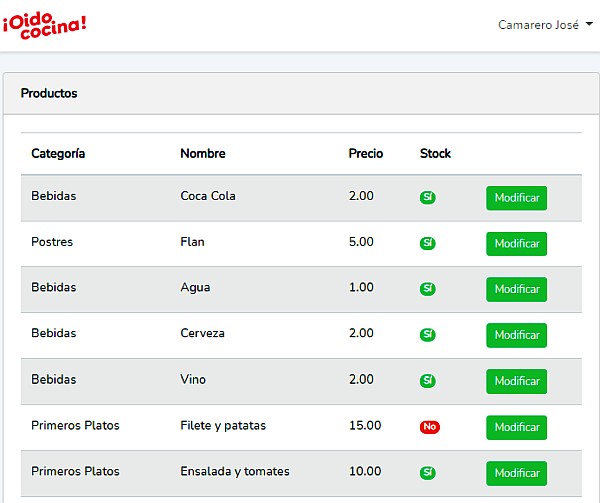 ¡Oido
cocina!
Camarero José
Productos
Categoría Nombre Precio Stock
Bebidas Coca Cola 2.00 Sí Modificar
Postres Flan 5.00 Sí Modificar
Bebidas Agua 1.00 Sí Modificar
Bebidas Cerveza 2.00 Sí Modificar
Bebidas Vino 2.00 Sí Modificar
Primeros Platos Filete y patatas 15.00 No Modificar
Primeros Platos Ensalada y tomates 10.00 Sí Modificar